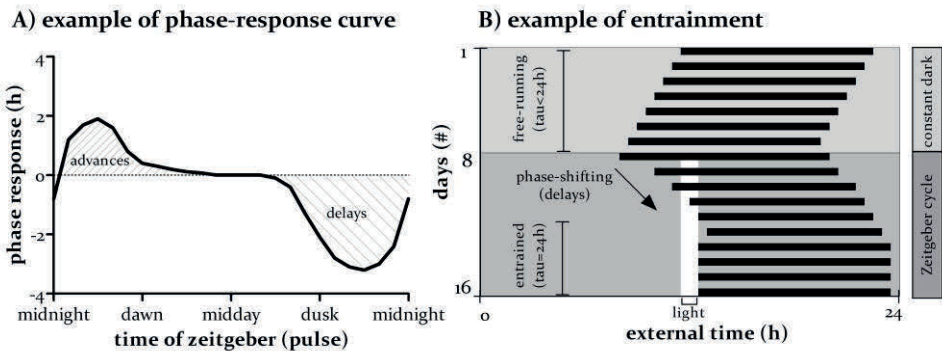 A) example of phase-response curve
phase response (h)
4
2
0
-2
-4
advances
delays
midnight
dawn
midday
dusk
midnight
time of zeitgeber (pulse)
B) example of entrainment
days (#)
1
8
16
free-running
(tau<24h)
phase-shifting
(delays)
entrained
(tau=24h)
constant dark
Zeitgeber cycle
0
light
24
external time (h)